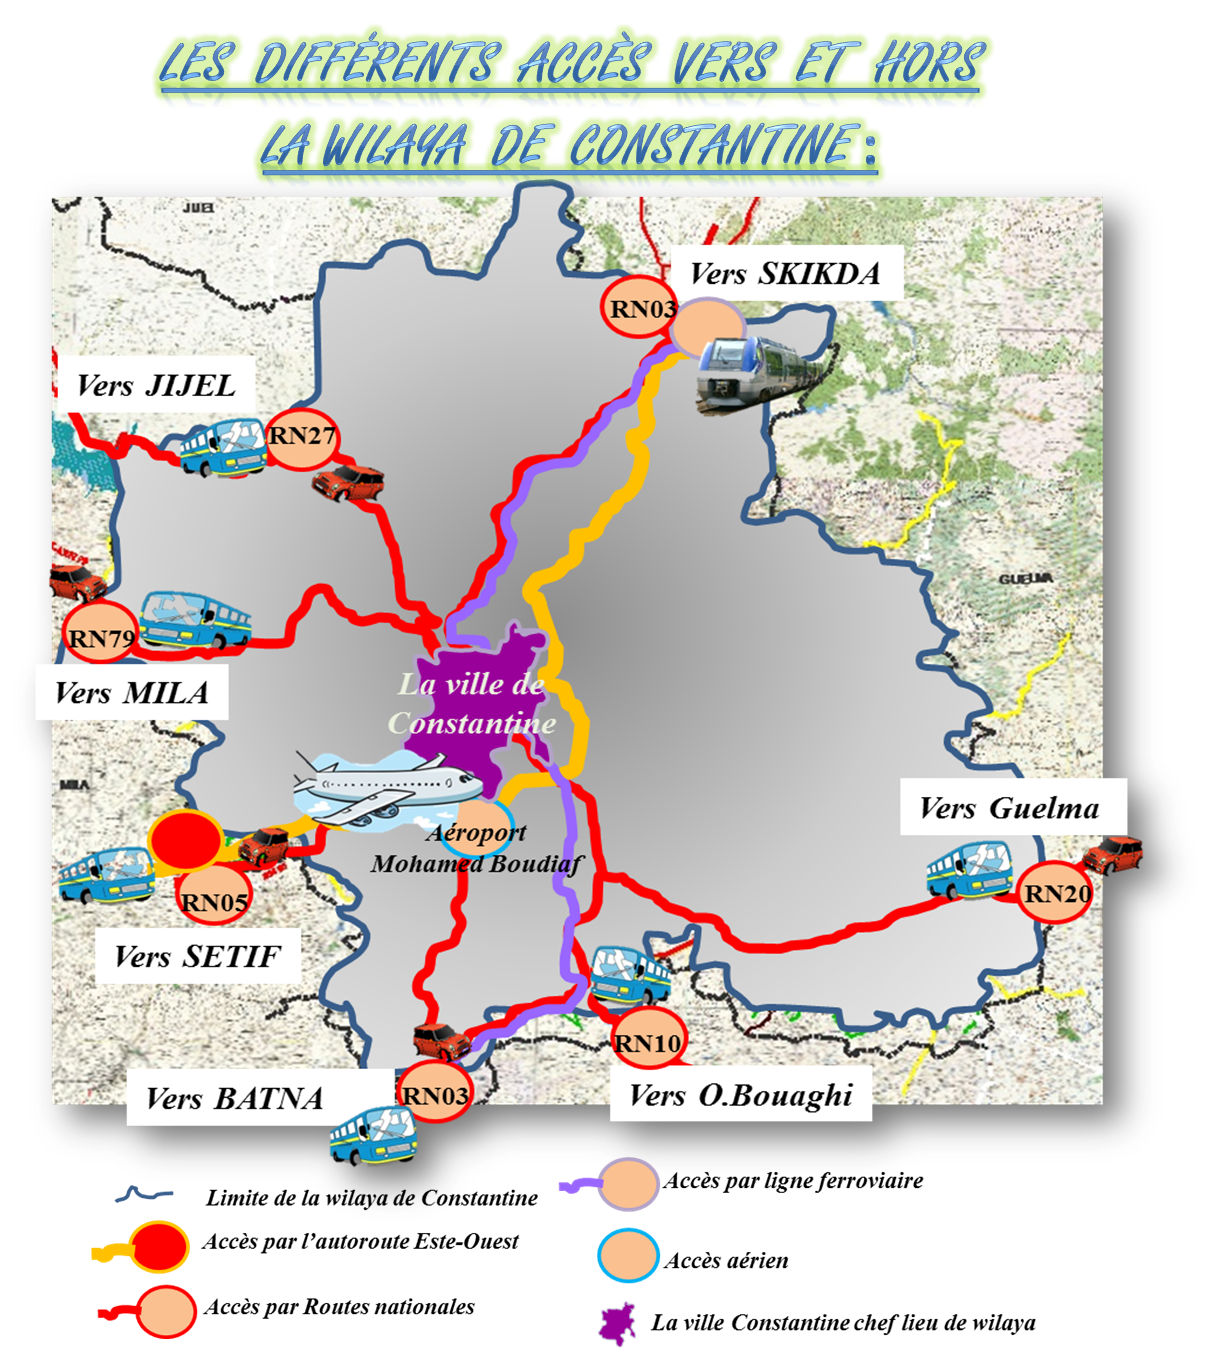 LES DIFFÉRENTS ACCÈS VERS ET HORS
LA WILAYA DE CONSTANTINE :
JIJEL
Vers SKIKDA
RN03
Vers JIJEL
RN27
GUELMA
RN79
Vers MILA
La ville de
Constantine
MILA
Vers Guelma
Aéroport
Mohamed Boudiaf
RN05
RN20
Vers SETIF
RN10
RN03
Vers BATNA
Vers O.Bouaghi
Limite de la wilaya de Constantine
Accès par ligne ferroviaire
Accès par l'autoroute Este-Ouest
Accès aérien
Accès par Routes nationales
La ville Constantine chef lieu de wilaya